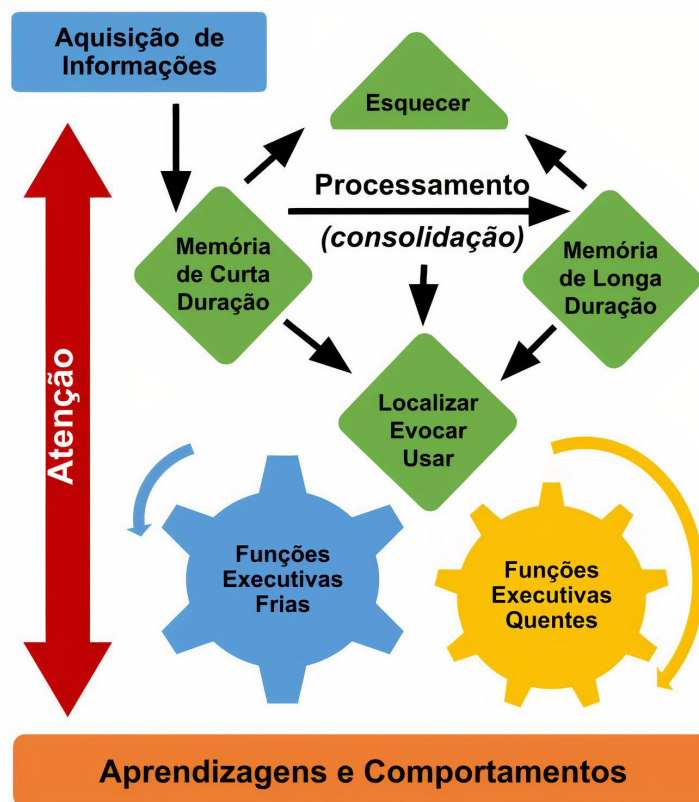 Aquisição de
Informações
Esquecer
Processamento
(consolidação)
Memória
de Curta
Duração
Memória
de Longa
Duração
Atenção
Localizar
Evocar
Usar
Funções
Executivas
Frias
Funções
Executivas
Quentes
Aprendizagens e Comportamentos